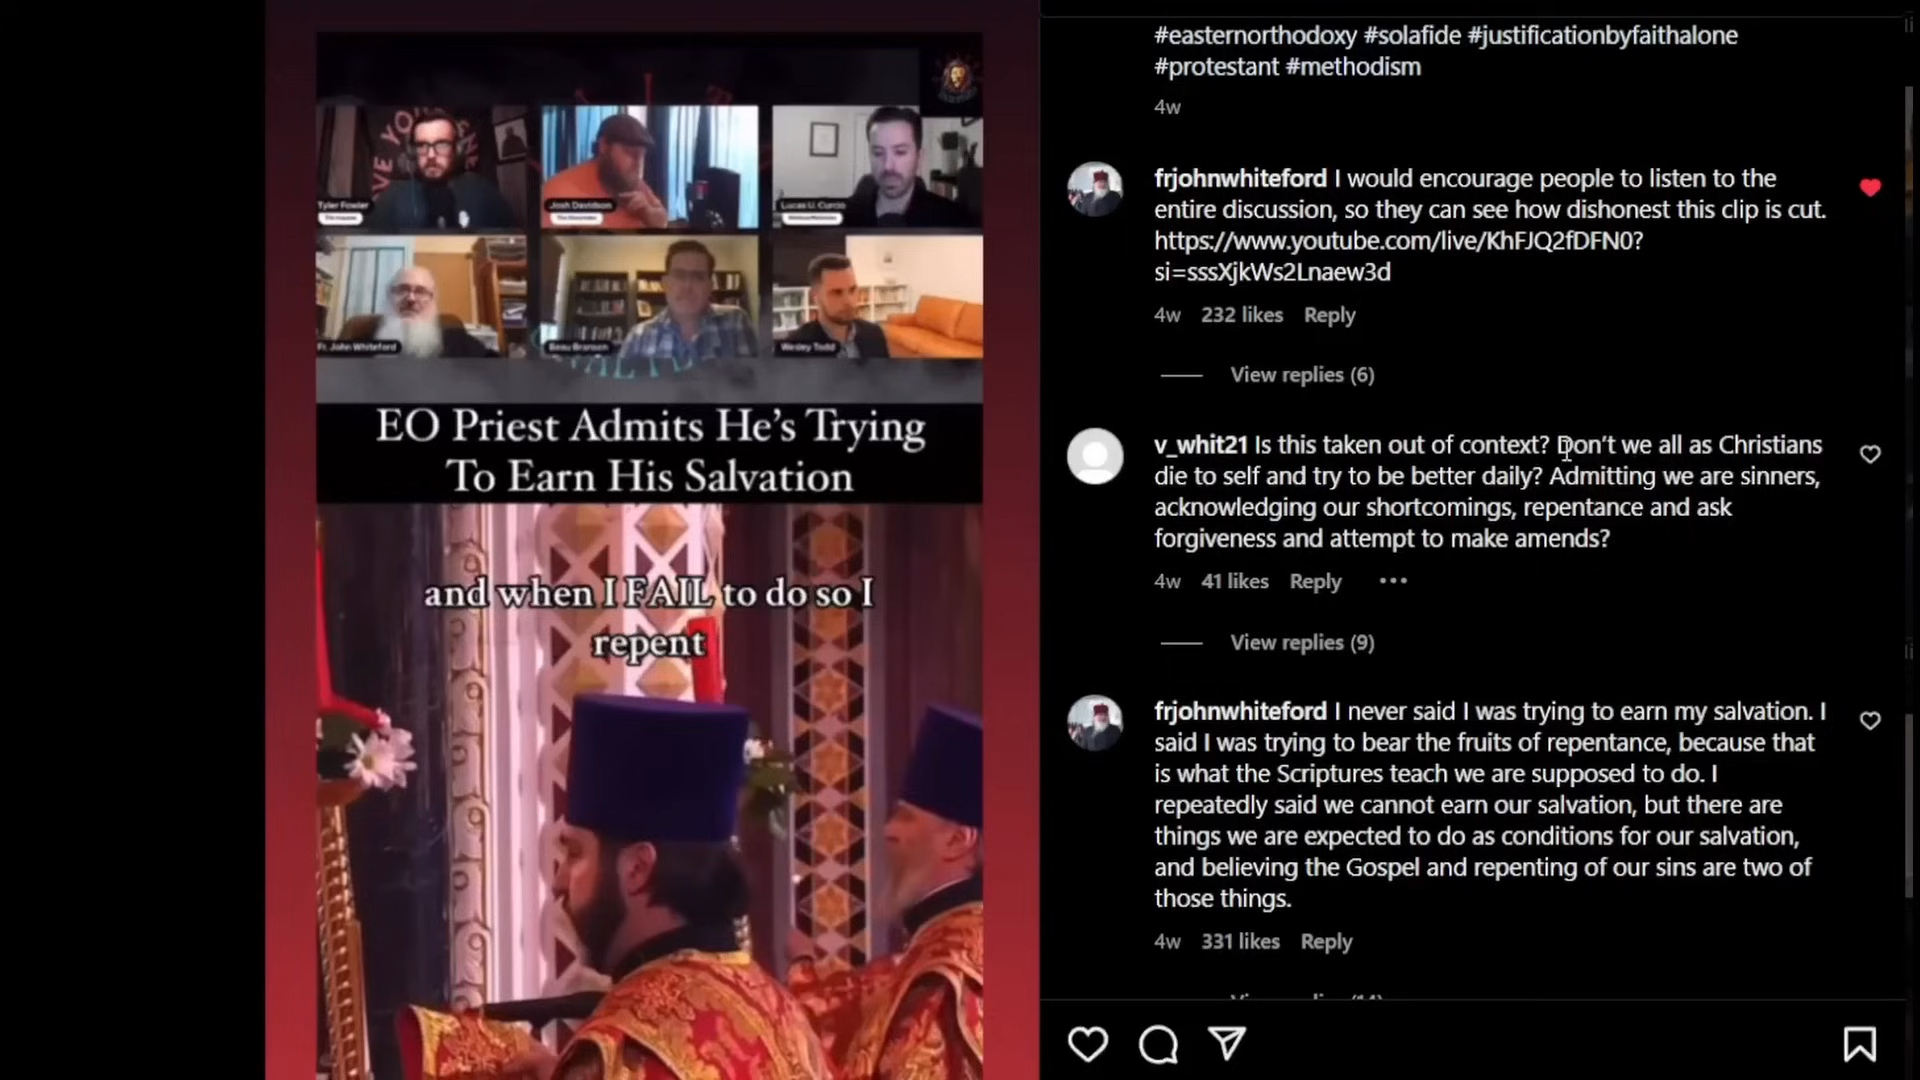 Tyler Fowler
Josh Davidson
Lucas U. Curcio
Fr. John Whiteford
Beau Branson
Wesley Todd
EO Priest Admits He's Trying
To Earn His Salvation
and when I FAIL to do so I
repent
#easternorthodoxy #solafide #justificationbyfaithalone
#protestant #methodism
4w
frjohnwhiteford I would encourage people to listen to the
entire discussion, so they can see how dishonest this clip is cut.
https://www.youtube.com/live/KhFJQ2fDFN0?
si=sssXjkWs2Lnaew3d
4w 232 likes Reply
View replies (6)
v_whit21 Is this taken out of context? Don't we all as Christians
die to self and try to be better daily? Admitting we are sinners,
acknowledging our shortcomings, repentance and ask
forgiveness and attempt to make amends?
4w 41 likes Reply
View replies (9)
frjohnwhiteford I never said I was trying to earn my salvation. I
said I was trying to bear the fruits of repentance, because that
is what the Scriptures teach we are supposed to do. I
repeatedly said we cannot earn our salvation, but there are
things we are expected to do as conditions for our salvation,
and believing the Gospel and repenting of our sins are two of
those things.
4w 331 likes Reply